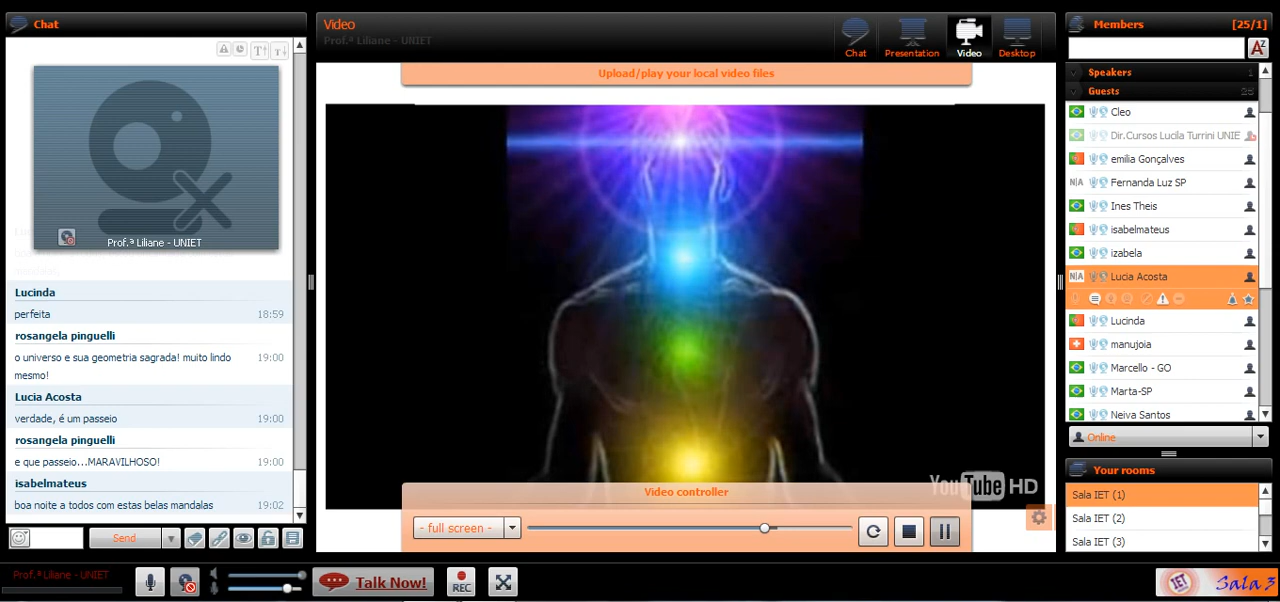 Chat
Prof.ª Liliane - UNIET
Lucinda
perfeita 18:59
rosangela pinguelli
o universo e sua geometria sagrada! muito lindo 19:00
mesmo!
Lucia Acosta
verdade, é um passeio 19:00
rosangela pinguelli
e que passeio...MARAVILHOSO! 19:00
isabelmateus
boa noite a todos com estas belas mandalas 19:02
Send
Video
Prof.ª Liliane - UNIET
Chat
Presentation
Video
Desktop
Upload/play your local video files
YouTube HD
Video controller
- full screen -
Members [25/1]
Speakers 1
Guests 25
Cleo
Dir.Cursos Lucila Turrini UNIE
emilia Gonçalves
N|A Fernanda Luz SP
Ines Theis
isabelmateus
izabela
N|A Lucia Acosta
Lucinda
manujoia
Marcello - GO
Marta-SP
Neiva Santos
Online
Your rooms
Sala IET (1)
Sala IET (2)
Sala IET (3)
Prof.ª Liliane - UNIET
Talk Now!
REC
IET Sala 3